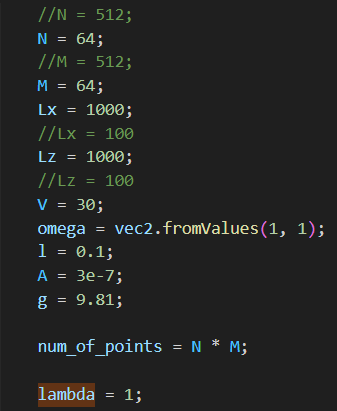 //N = 512;
N = 64;
//M = 512;
M = 64;
Lx = 1000;
//Lx = 100
Lz = 1000;
//Lz = 100
V = 30;
omega = vec2.fromValues(1, 1);
l = 0.1;
A = 3e-7;
g = 9.81;
num_of_points = N * M;
lambda = 1;